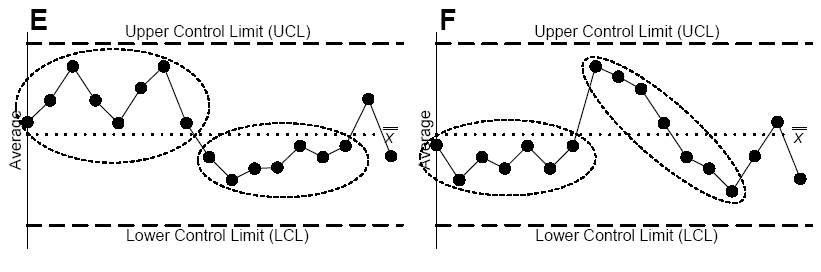 E
Upper Control Limit (UCL)
Average
x
Lower Control Limit (LCL)
F
Upper Control Limit (UCL)
Average
x
Lower Control Limit (LCL)